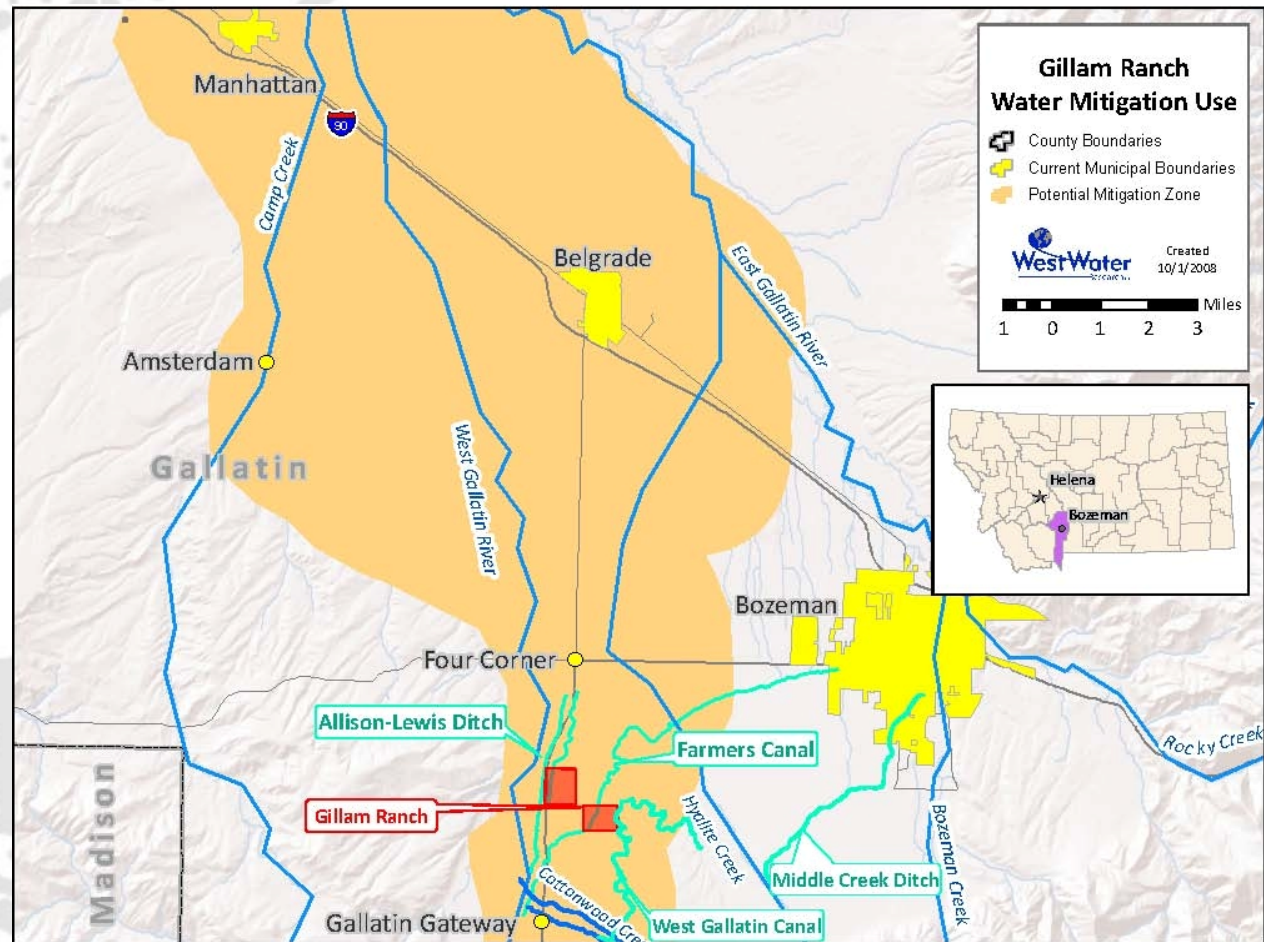 Gillam Ranch
Water Mitigation Use
County Boundaries
Current Municipal Boundaries
Potential Mitigation Zone
WestWater
Created
10/1/2008
Miles
1 0 1 2 3
Helena
Bozeman
Manhattan
90
Camp Creek
Belgrade
East Gallatin River
Amsterdam
West Gallatin River
Gallatin
Bozeman
Four Corner
Allison-Lewis Ditch
Farmers Canal
Rocky Creek
Gillam Ranch
Hyalite Creek
Madison
Bozeman Creek
Middle Creek Ditch
Cottonwood Cre
West Gallatin Canal
Gallatin Gateway